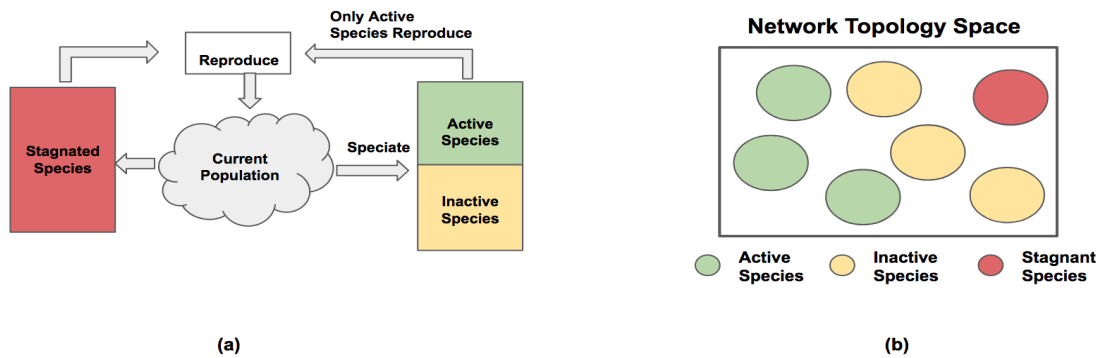 Only Active
Species Reproduce
Reproduce
Stagnated
Species
Current
Population
Speciate
Active
Species
Inactive
Species
(a)
Network Topology Space
Active
Species
Inactive
Species
Stagnant
Species
(b)